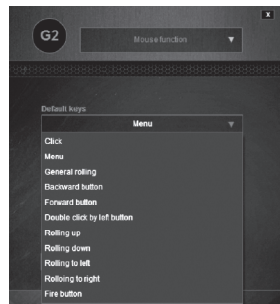 X
G2
Mouse function
Default keys
Menu
Click
Menu
General rolling
Backward button
Forward button
Double click by left button
Rolling up
Rolling down
Rolling to left
Rolloing to right
Fire button